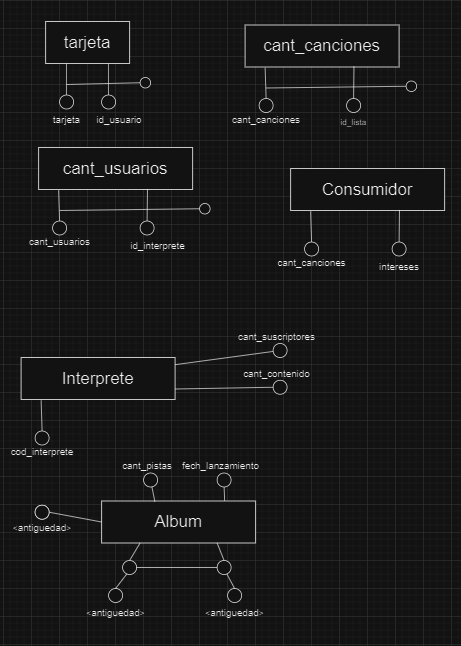 tarjeta
cant_canciones
tarjeta
id_usuario
cant_canciones
id_lista
cant_usuarios
Consumidor
cant_usuarios
id_interprete
cant_canciones
intereses
cant_suscriptores
Interprete
cant_contenido
cod_interprete
cant_pistas
fech_lanzamiento
<antiguedad>
Album
<antiguedad>
<antiguedad>